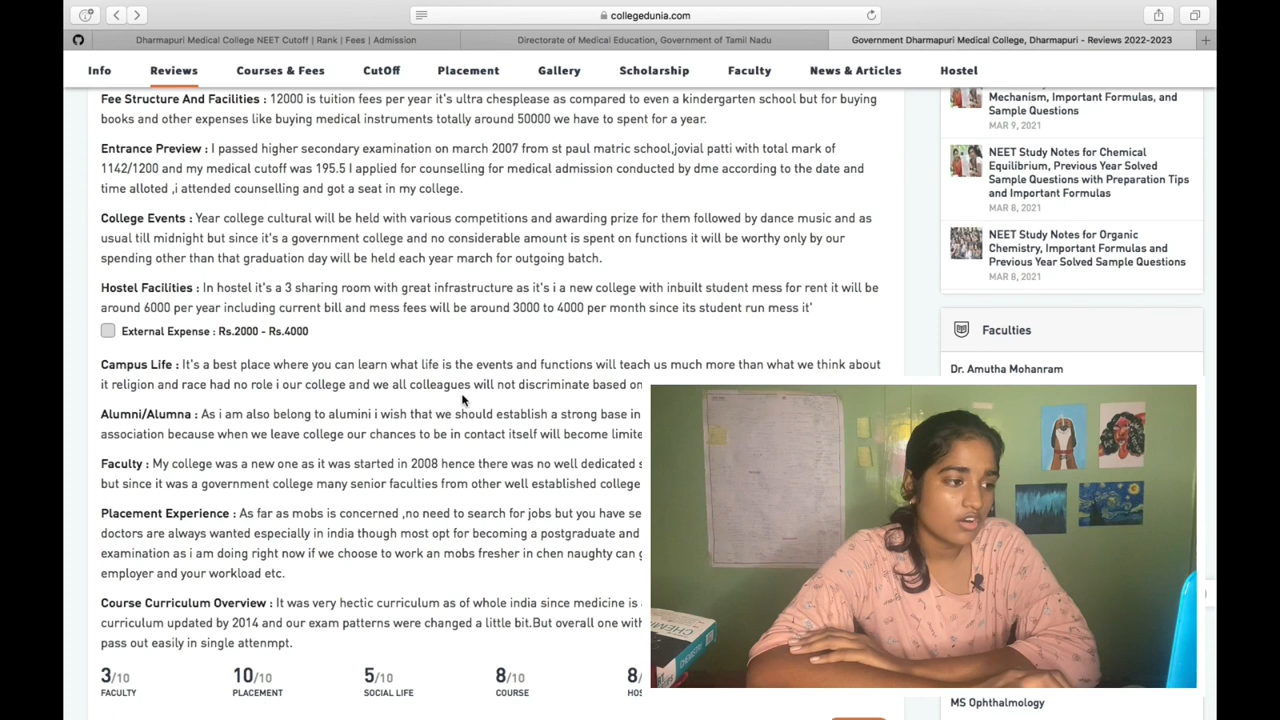 collegedunia.com
Dharmapuri Medical College NEET Cutoff | Rank | Fees | Admission
Directorate of Medical Education, Government of Tamil Nadu
Government Dharmapuri Medical College, Dharmapuri - Reviews 2022-2023
Info Reviews Courses & Fees CutOff Placement Gallery Scholarship Faculty News & Articles Hostel
Fee Structure And Facilities : 12000 is tuition fees per year it's ultra chesplease as compared to even a kindergarten school but for buying
books and other expenses like buying medical instruments totally around 50000 we have to spent for a year.
Entrance Preview : I passed higher secondary examination on march 2007 from st paul matric school,jovial patti with total mark of
1142/1200 and my medical cutoff was 195.5 I applied for counselling for medical admission conducted by dme according to the date and
time alloted ,i attended counselling and got a seat in my college.
College Events : Year college cultural will be held with various competitions and awarding prize for them followed by dance music and as
usual till midnight but since it's a government college and no considerable amount is spent on functions it will be worthy only by our
spending other than that graduation day will be held each year march for outgoing batch.
Hostel Facilities : In hostel it's a 3 sharing room with great infrastructure as it's i a new college with inbuilt student mess for rent it will be
around 6000 per year including current bill and mess fees will be around 3000 to 4000 per month since its student run mess it'
External Expense : Rs.2000 - Rs.4000
Campus Life : It's a best place where you can learn what life is the events and functions will teach us much more than what we think about
it religion and race had no role i our college and we all colleagues will not discriminate based on
Alumni/Alumna : As i am also belong to alumini i wish that we should establish a strong base in
association because when we leave college our chances to be in contact itself will become limite
Faculty : My college was a new one as it was started in 2008 hence there was no well dedicated s
but since it was a government college many senior faculties from other well established college
Placement Experience : As far as mobs is concerned ,no need to search for jobs but you have se
doctors are always wanted especially in india though most opt for becoming a postgraduate and
examination as i am doing right now if we choose to work an mobs fresher in chen naughty can g
employer and your workload etc.
Course Curriculum Overview : It was very hectic curriculum as of whole india since medicine is
curriculum updated by 2014 and our exam patterns were changed a little bit.But overall one with
pass out easily in single attenmpt.
3/10 10/10 5/10 8/10 8/
FACULTY PLACEMENT SOCIAL LIFE COURSE HOS
Mechanism, Important Formulas, and
Sample Questions
MAR 9, 2021
NEET Study Notes for Chemical
Equilibrium, Previous Year Solved
Sample Questions with Preparation Tips
and Important Formulas
MAR 8, 2021
NEET Study Notes for Organic
Chemistry, Important Formulas and
Previous Year Solved Sample Questions
MAR 8, 2021
Faculties
Dr. Amutha Mohanram
MS Ophthalmology